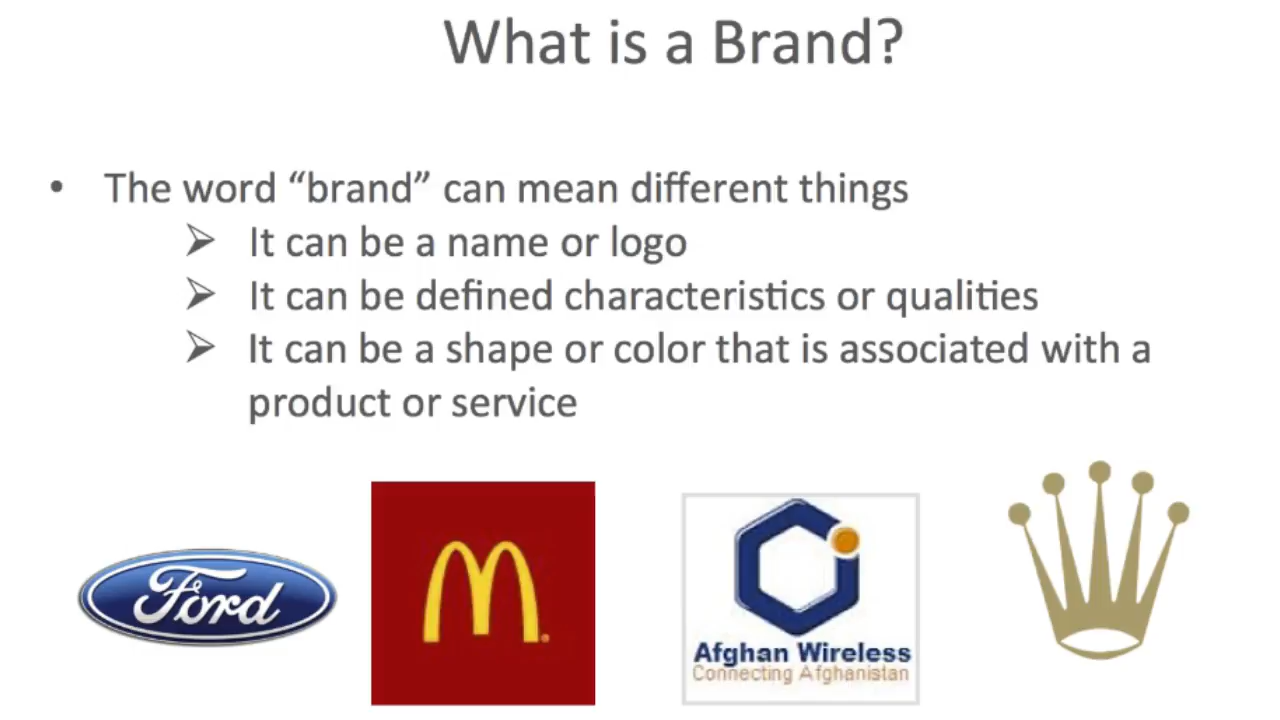 What is a Brand?
• The word “brand” can mean different things
➢ It can be a name or logo
➢ It can be defined characteristics or qualities
➢ It can be a shape or color that is associated with a
product or service
Ford
M
Afghan Wireless
Connecting Afghanistan